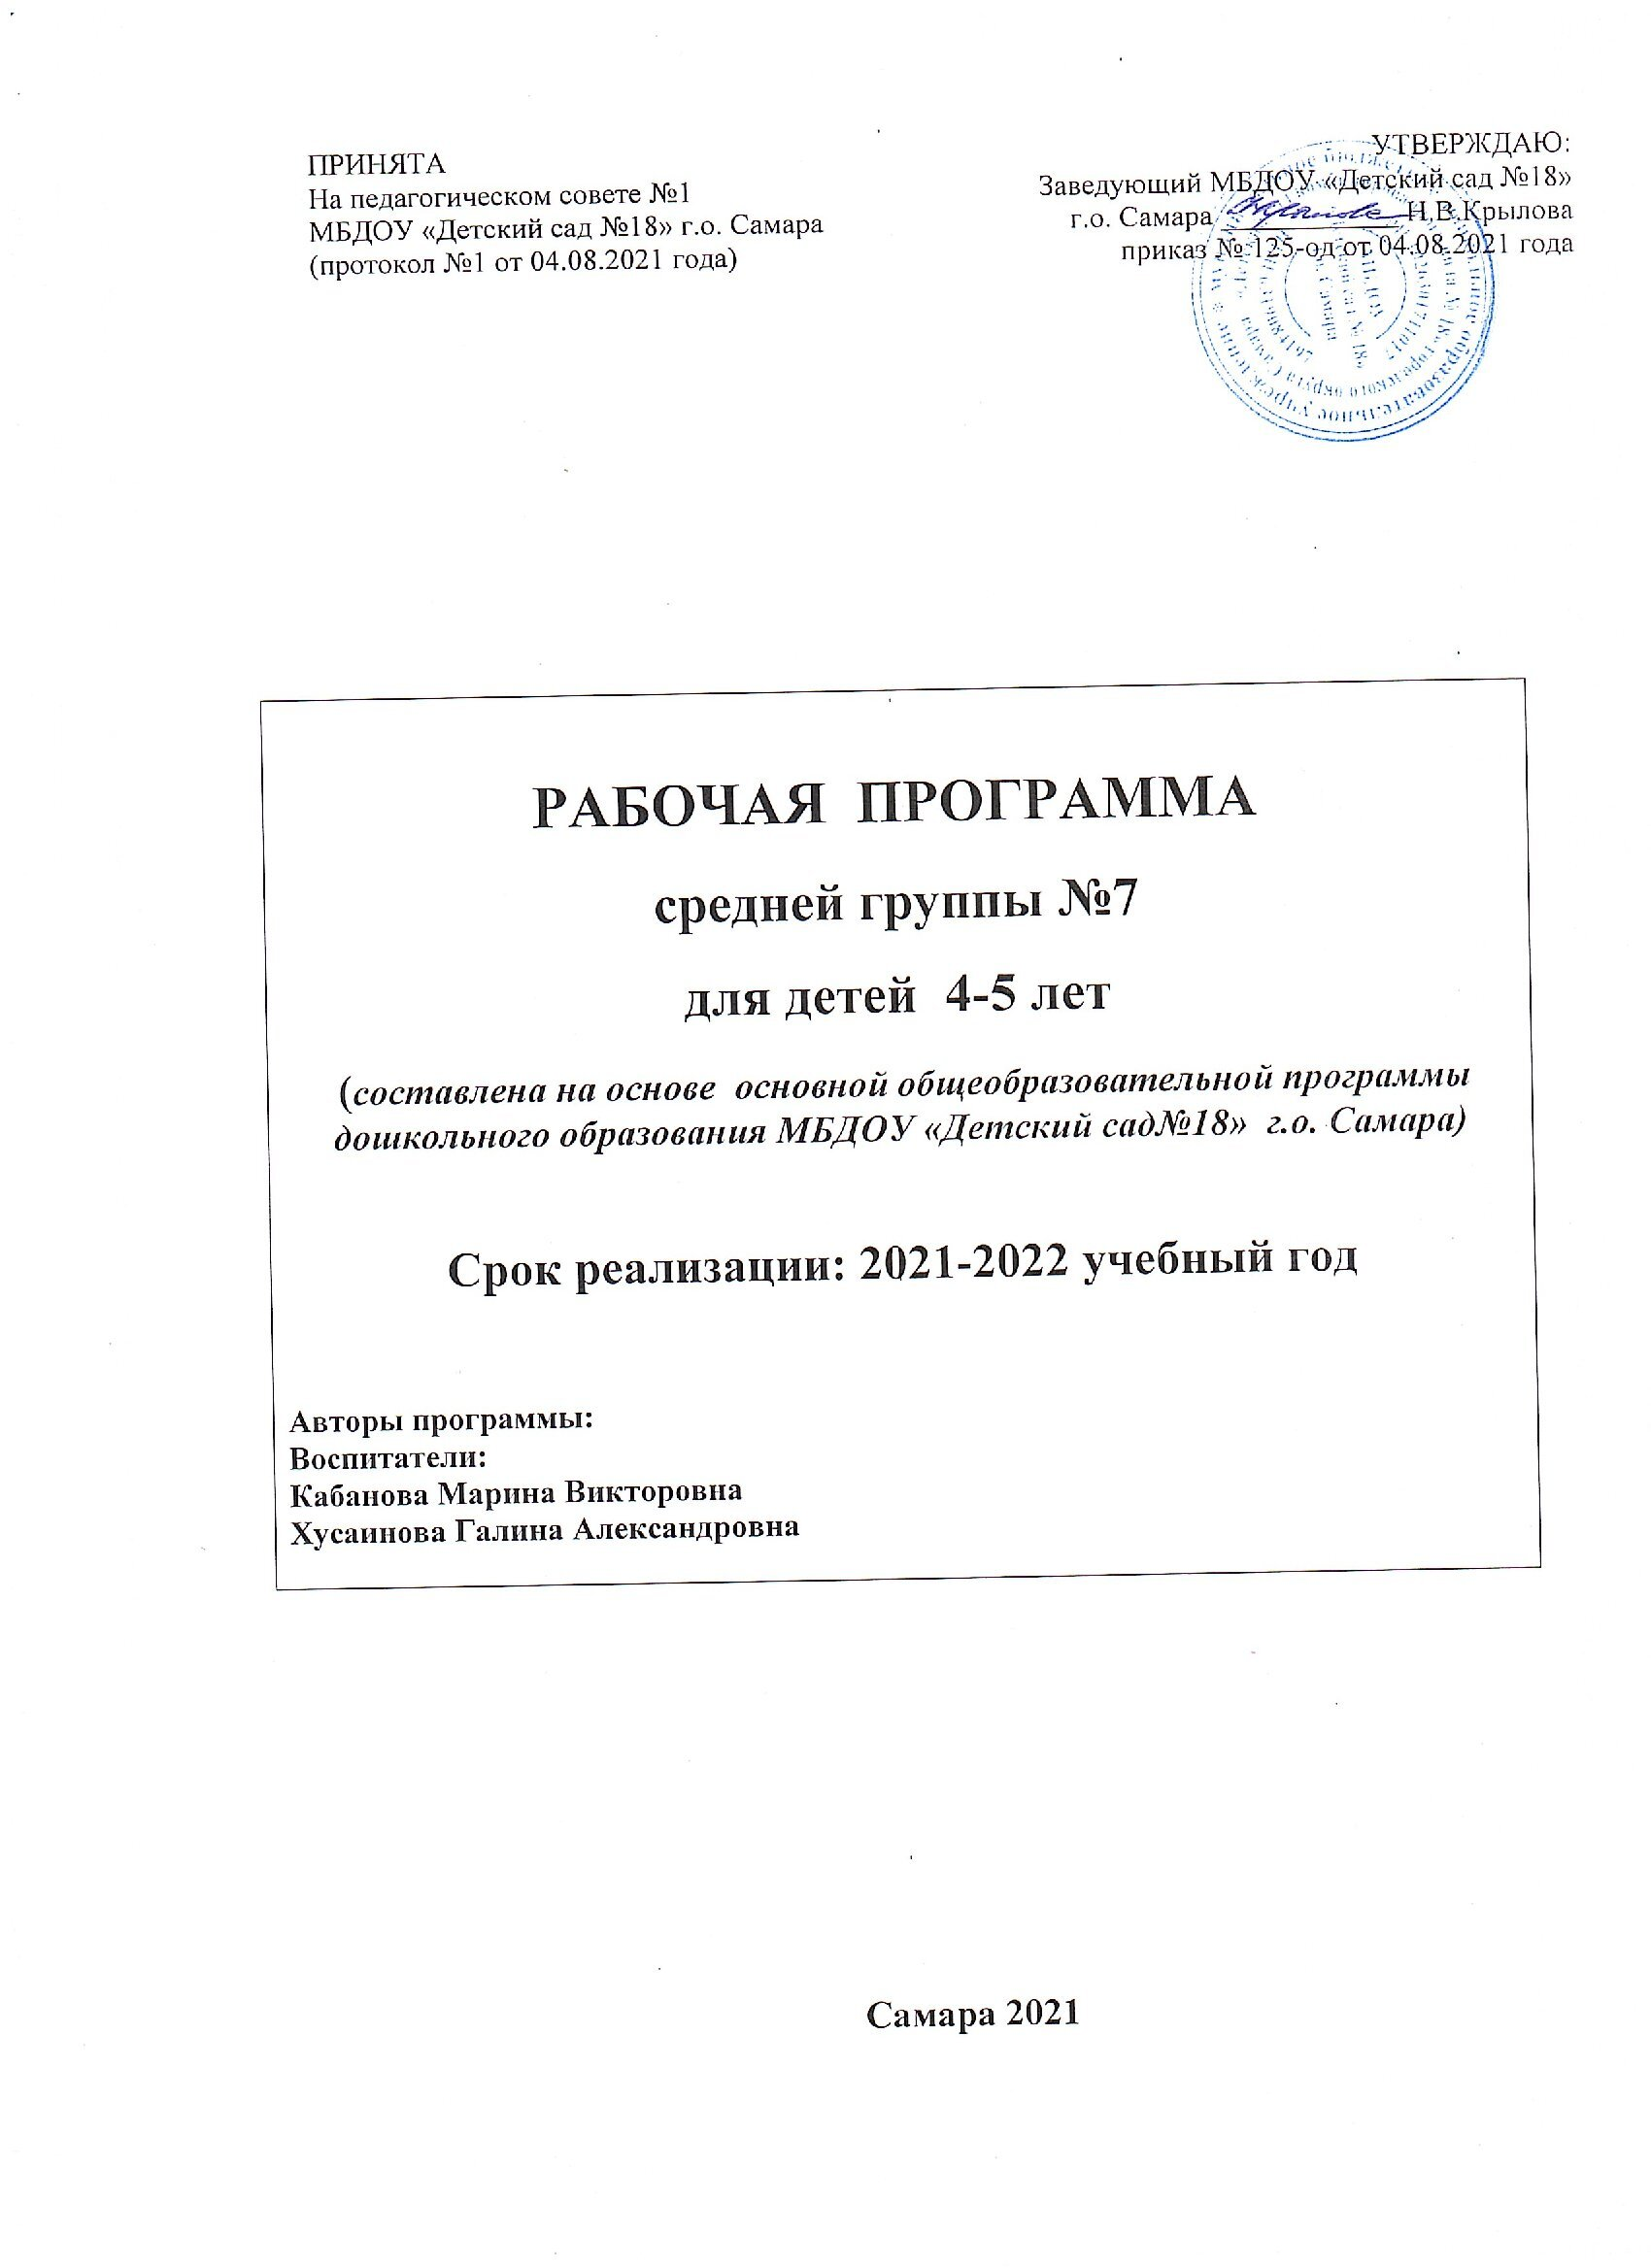 ПРИНЯТА
На педагогическом совете №1
МБДОУ «Детский сад №18» г.о. Самара
(протокол №1 от 04.08.2021 года)
УТВЕРЖДАЮ:
Заведующий МБДОУ «Детский сад №18»
г.о. Самара Н.В.Крылова
приказ № 125-од от 04.08.2021 года
РАБОЧАЯ ПРОГРАММА
средней группы №7
для детей 4-5 лет
(составлена на основе основной общеобразовательной программы
дошкольного образования МБДОУ «Детский сад№18» г.о. Самара)
Срок реализации: 2021-2022 учебный год
Авторы программы:
Воспитатели:
Кабанова Марина Викторовна
Хусаинова Галина Александровна
Самара 2021